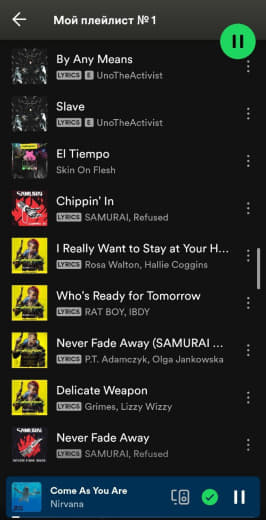 Мой плейлист №1
By Any Means
LYRICS E UnoTheActivist
Slave
LYRICS E UnoTheActivist
El Tiempo
Skin On Flesh
Chippin' In
LYRICS SAMURAI, Refused
I Really Want to Stay at Your H...
LYRICS Rosa Walton, Hallie Coggins
Who's Ready for Tomorrow
LYRICS RAT BOY, IBDY
Never Fade Away (SAMURAI ...
LYRICS P.T. Adamczyk, Olga Jankowska
Delicate Weapon
LYRICS Grimes, Lizzy Wizzy
Never Fade Away
LYRICS SAMURAI, Refused
Come As You Are
Nirvana